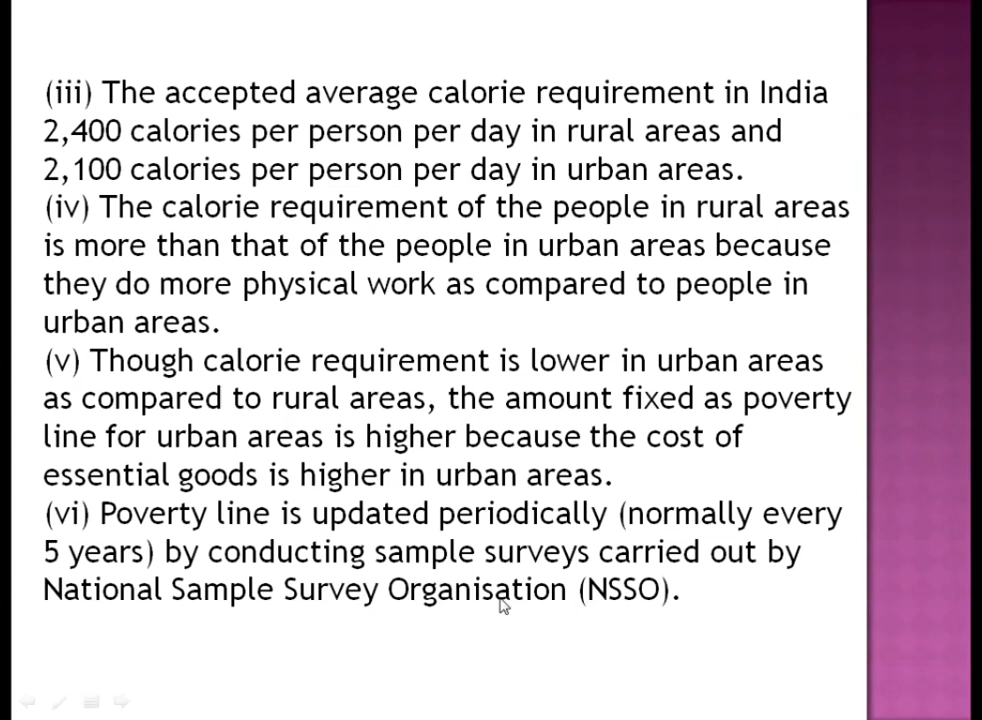 (iii) The accepted average calorie requirement in India
2,400 calories per person per day in rural areas and
2,100 calories per person per day in urban areas.
(iv) The calorie requirement of the people in rural areas
is more than that of the people in urban areas because
they do more physical work as compared to people in
urban areas.
(v) Though calorie requirement is lower in urban areas
as compared to rural areas, the amount fixed as poverty
line for urban areas is higher because the cost of
essential goods is higher in urban areas.
(vi) Poverty line is updated periodically (normally every
5 years) by conducting sample surveys carried out by
National Sample Survey Organisation (NSSO).